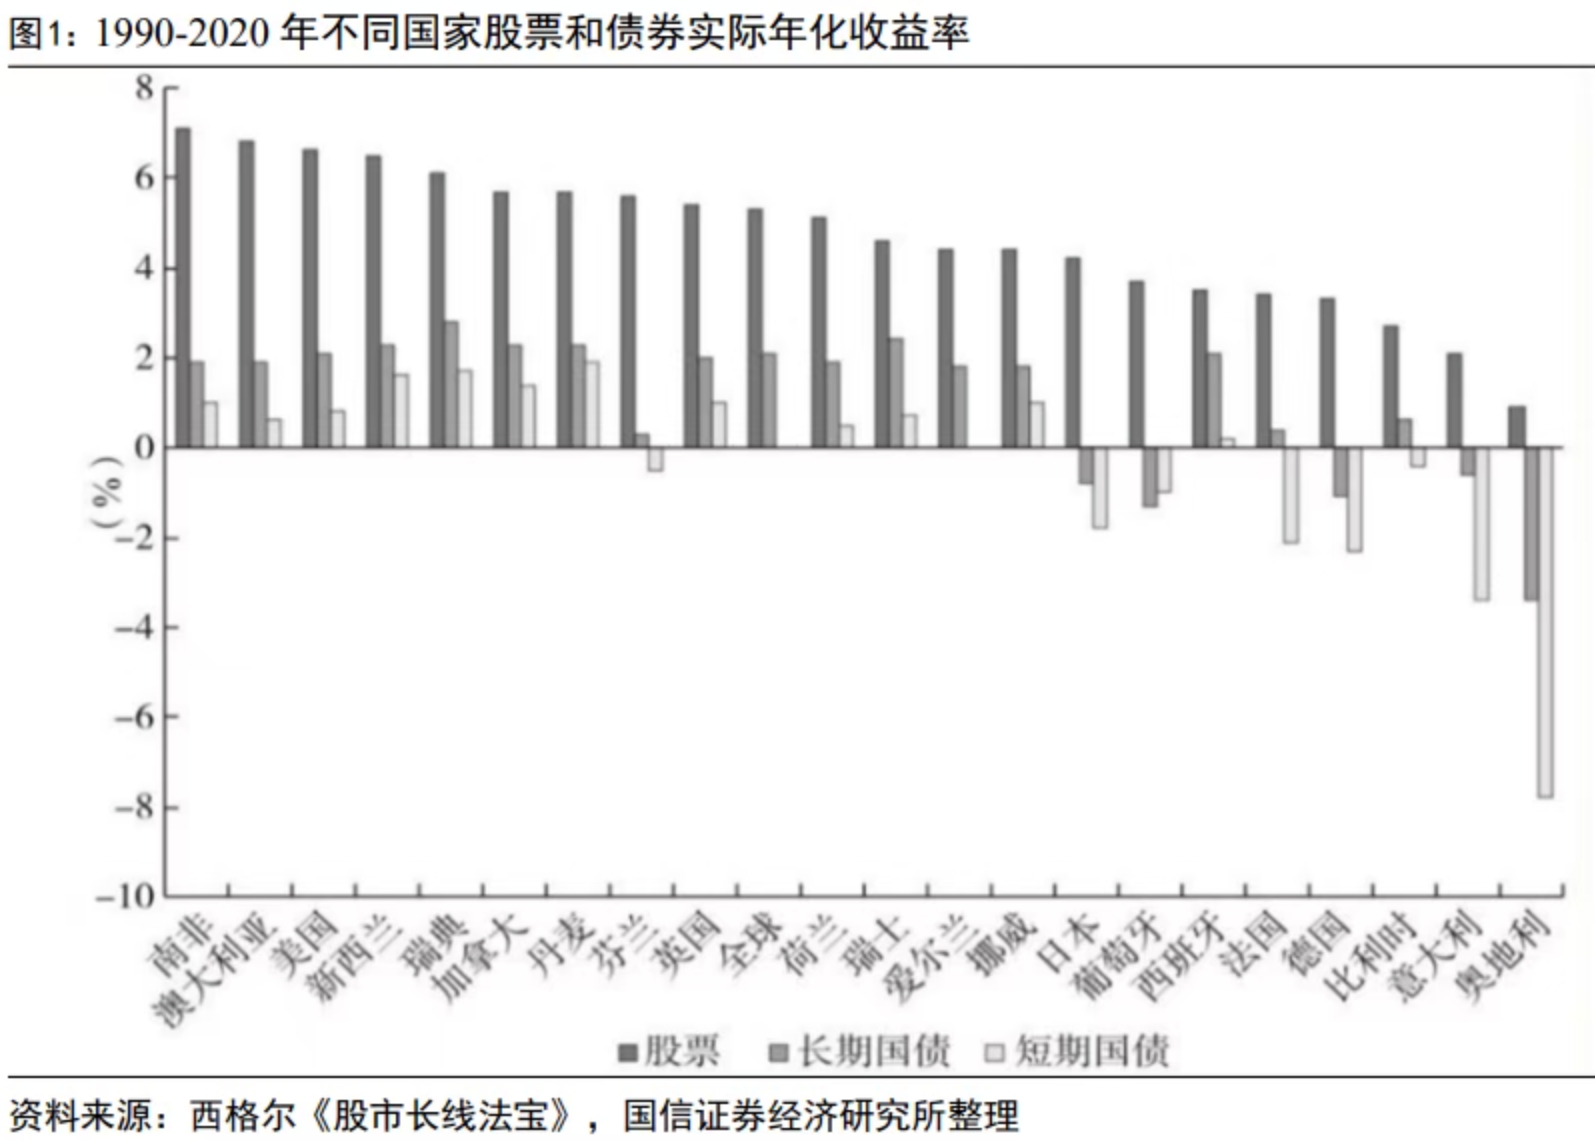 图1：1990-2020 年不同国家股票和债券实际年化收益率
8
6
4
2
0
-2
-4
-6
-8
-10
(%)
南非
澳大利亚
美国
新西兰
瑞典
加拿大
丹麦
芬兰
英国
全球
荷兰
瑞士
爱尔兰
挪威
日本
葡萄牙
西班牙
法国
德国
比利时
意大利
奥地利
股票 长期国债 短期国债
资料来源：西格尔《股市长线法宝》，国信证券经济研究所整理